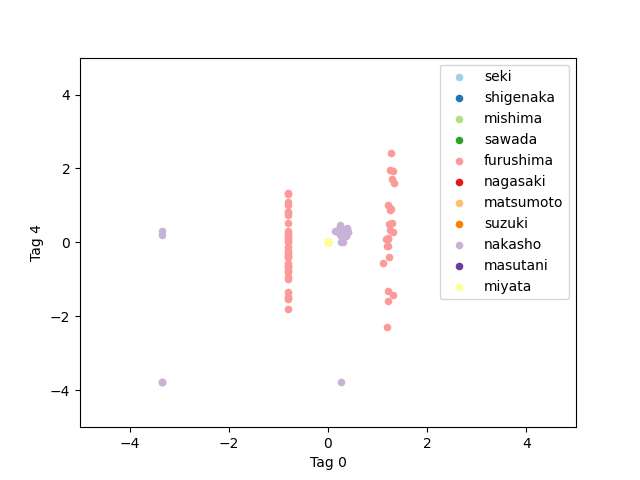 seki
shigenaka
mishima
sawada
furushima
nagasaki
matsumoto
suzuki
nakasho
masutani
miyata
4
2
0
−2
−4
Tag 4
−4
−2
0
2
4
Tag 0